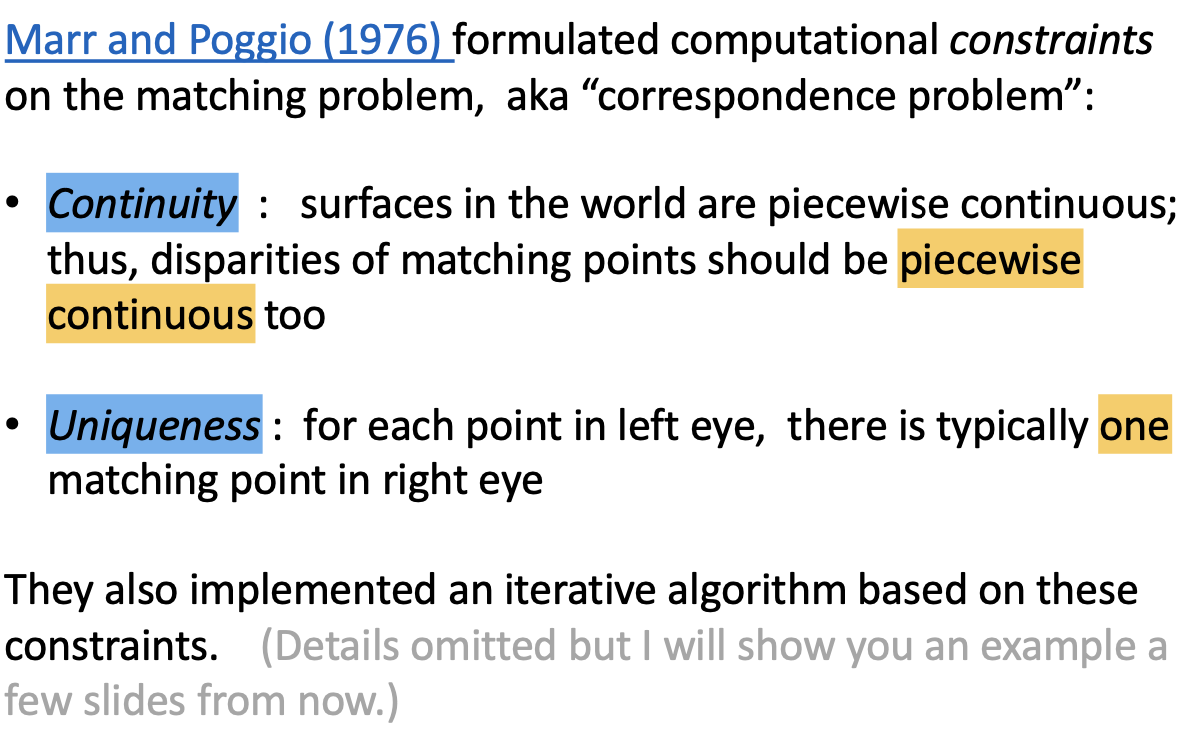 Marr and Poggio (1976) formulated computational constraints
on the matching problem,  aka “correspondence problem”:
• Continuity  :   surfaces in the world are piecewise continuous;
thus, disparities of matching points should be piecewise
continuous too
• Uniqueness :  for each point in left eye,  there is typically one
matching point in right eye
They also implemented an iterative algorithm based on these
constraints.    (Details omitted but I will show you an example a
few slides from now.)